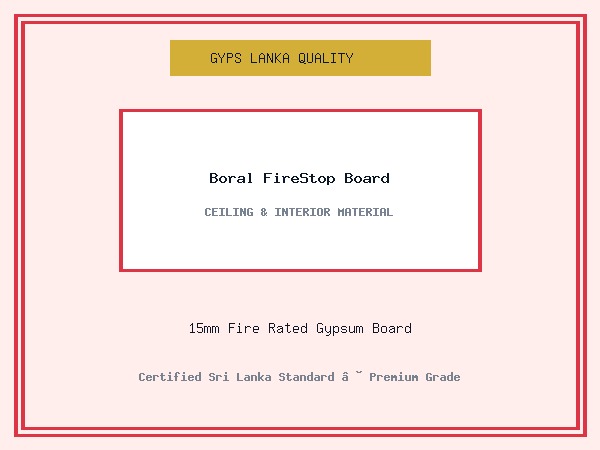 GYPS LANKA QUALITY
Boral FireStop Board
CEILING & INTERIOR MATERIAL
15mm Fire Rated Gypsum Board
Certified Sri Lanka Standard â ˜ Premium Grade